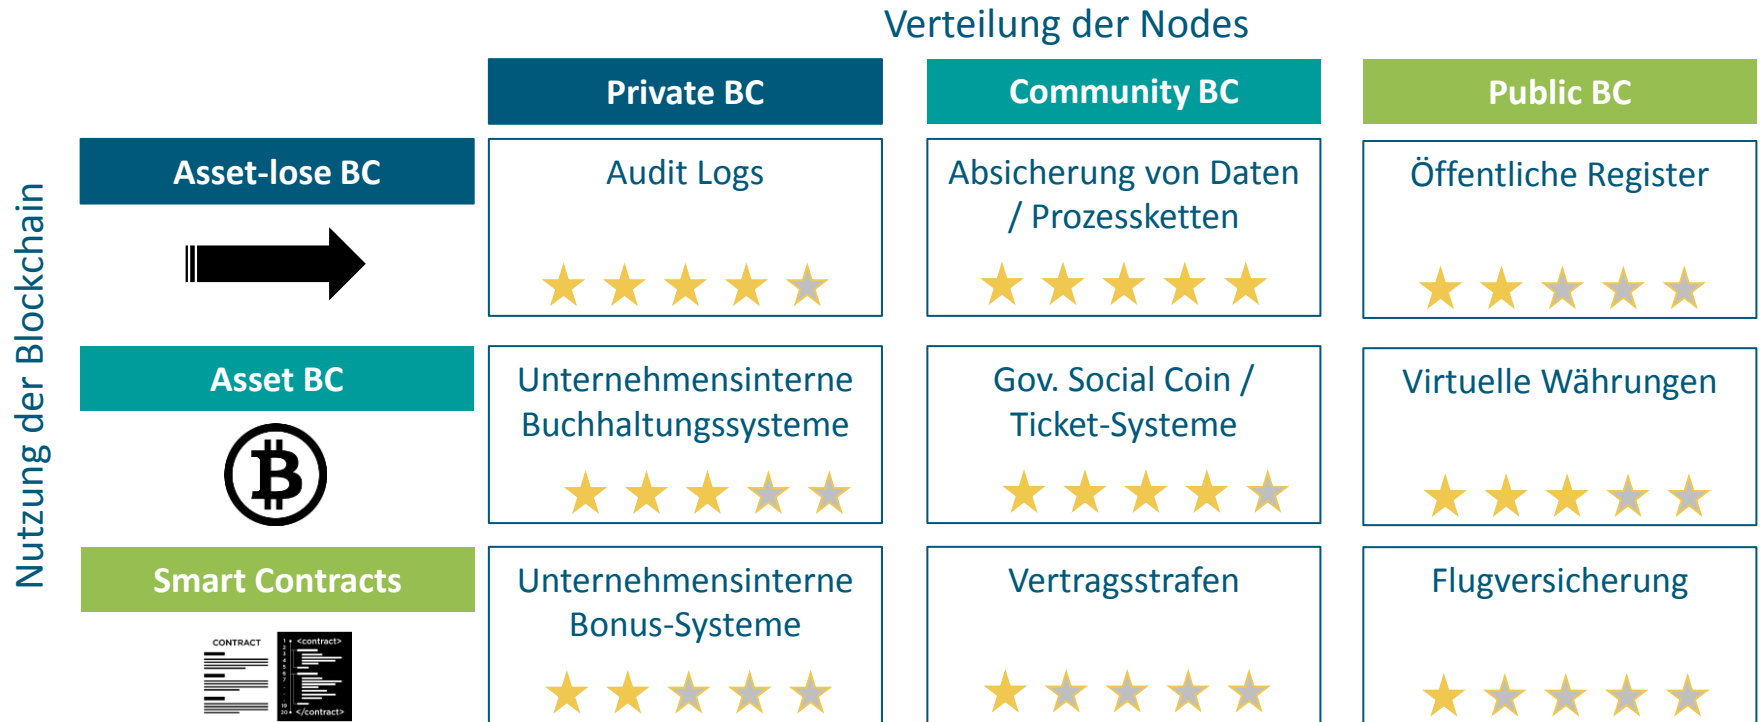 Verteilung der Nodes
Private BC
Community BC
Public BC
Nutzung der Blockchain
Asset-lose BC
Audit Logs
Absicherung von Daten
/ Prozessketten
Öffentliche Register
Asset BC
Unternehmensinterne
Buchhaltungssysteme
Gov. Social Coin /
Ticket-Systeme
Virtuelle Währungen
Smart Contracts
Unternehmensinterne
Bonus-Systeme
Vertragsstrafen
Flugversicherung
CONTRACT
<contract>
</contract>